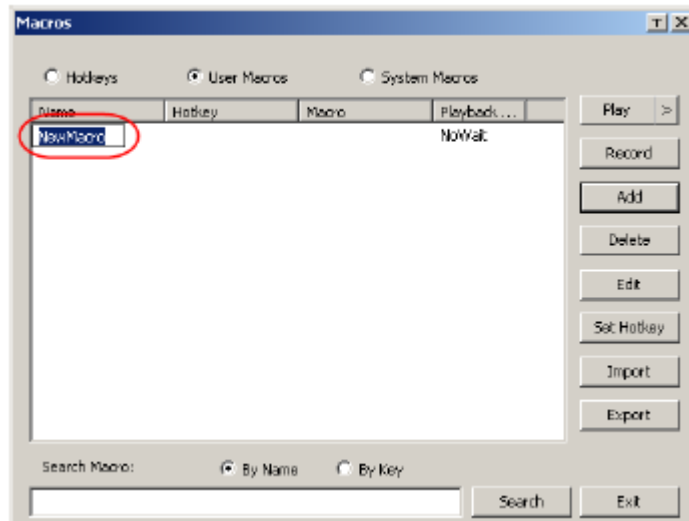 Macros
Hotkeys User Macros System Macros
Name Hotkey Macro Playback ...
NewMacro NoWait
Play >
Record
Add
Delete
Edit
Set Hotkey
Import
Export
Search Macro: By Name By Key
Search Exit